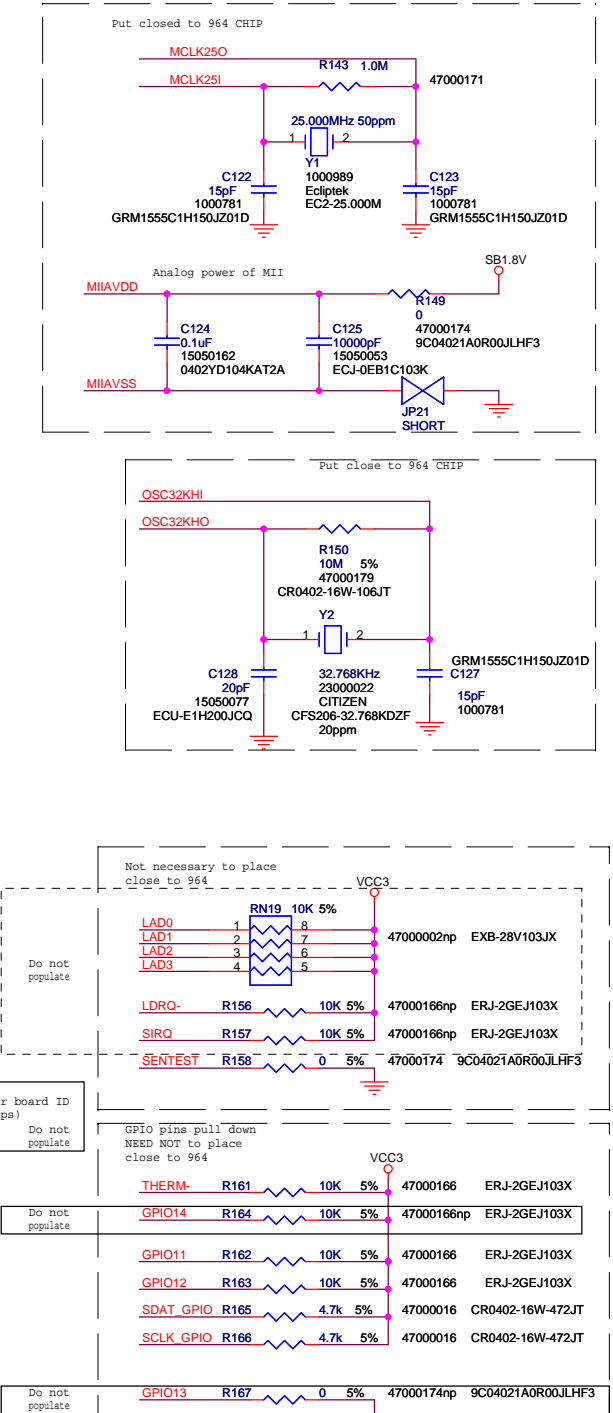 Put closed to 964 CHIP
MCLK25O
MCLK25I
R143 1.0M
47000171
25.000MHz 50ppm
1 2
Y1
1000989
Ecliptek
EC2-25.000M
C122
15pF
1000781
GRM1555C1H150JZ01D
C123
15pF
1000781
GRM1555C1H150JZ01D
Analog power of MII
SB1.8V
MIIAVDD
R149
0
47000174
9C04021A0R00JLHF3
C124
0.1uF
15050162
0402YD104KAT2A
C125
10000pF
15050053
ECJ-0EB1C103K
MIIAVSS
JP21
SHORT
Put close to 964 CHIP
OSC32KHI
OSC32KHO
R150
10M 5%
47000179
CR0402-16W-106JT
Y2
1 2
32.768KHz
23000022
CITIZEN
CFS206-32.768KDZF
20ppm
C128
20pF
15050077
ECU-E1H200JCQ
GRM1555C1H150JZ01D
C127
15pF
1000781
Not necessary to place
close to 964
VCC3
RN19 10K 5%
LAD0 1 8
LAD1 2 7
LAD2 3 6
LAD3 4 5
47000002np EXB-28V103JX
Do not
populate
LDRQ- R156 10K 5% 47000166np ERJ-2GEJ103X
SIRQ R157 10K 5% 47000166np ERJ-2GEJ103X
SENTEST R158 0 5% 47000174 9C04021A0R00JLHF3
r board ID
ps)
Do not
populate
GPIO pins pull down
NEED NOT to place
close to 964
VCC3
THERM- R161 10K 5% 47000166 ERJ-2GEJ103X
Do not
populate
GPIO14 R164 10K 5% 47000166np ERJ-2GEJ103X
GPIO11 R162 10K 5% 47000166 ERJ-2GEJ103X
GPIO12 R163 10K 5% 47000166 ERJ-2GEJ103X
SDAT_GPIO R165 4.7k 5% 47000016 CR0402-16W-472JT
SCLK_GPIO R166 4.7k 5% 47000016 CR0402-16W-472JT
Do not
populate
GPIO13 R167 0 5% 47000174np 9C04021A0R00JLHF3